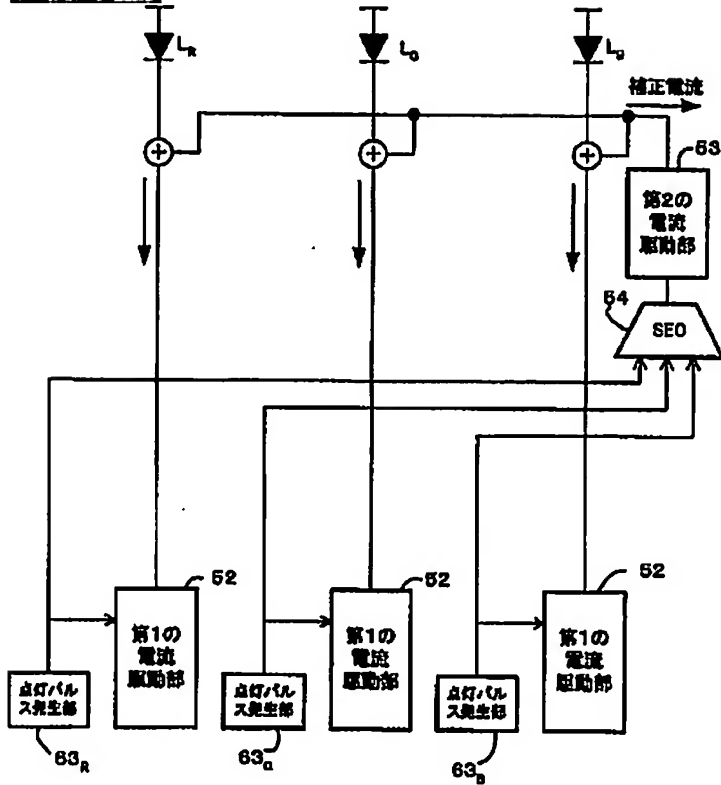 L_R
L_G
L_B
補正電流
53
第2の
電流
駆動部
54
SEO
52
52
52
第1の
電流
駆動部
第1の
電流
駆動部
第1の
電流
駆動部
点灯パル
ス発生部
点灯パル
ス発生部
点灯パル
ス発生部
63_R
63_G
63_B